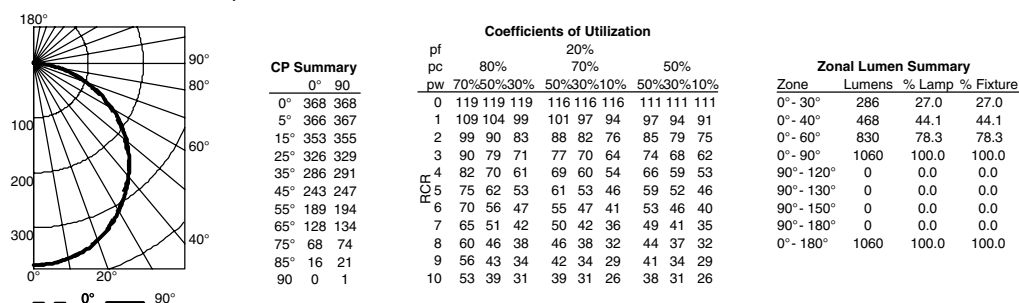 180°
90°
80°
100
60°
200
300
40°
0° 20°
0° 90°
CP Summary
0° 90
0° 368 368
5° 366 367
15° 353 355
25° 326 329
35° 286 291
45° 243 247
55° 189 194
65° 128 134
75° 68 74
85° 16 21
90 0 1
Coefficients of Utilization
pf 20%
pc 80% 70% 50%
pw 70%50%30% 50%30%10% 50%30%10%
RCR
0 119 119 119 116 116 116 111 111 111
1 109 104 99 101 97 94 97 94 91
2 99 90 83 88 82 76 85 79 75
3 90 79 71 77 70 64 74 68 62
4 82 70 61 69 60 54 66 59 53
5 75 62 53 61 53 46 59 52 46
6 70 56 47 55 47 41 53 46 40
7 65 51 42 50 42 36 49 41 35
8 60 46 38 46 38 32 44 37 32
9 56 43 34 42 34 29 41 34 29
10 53 39 31 39 31 26 38 31 26
Zonal Lumen Summary
Zone Lumens % Lamp % Fixture
0°- 30° 286 27.0 27.0
0°- 40° 468 44.1 44.1
0°- 60° 830 78.3 78.3
0°- 90° 1060 100.0 100.0
90°- 120° 0 0.0 0.0
90°- 130° 0 0.0 0.0
90°- 150° 0 0.0 0.0
90°- 180° 0 0.0 0.0
0°- 180° 1060 100.0 100.0